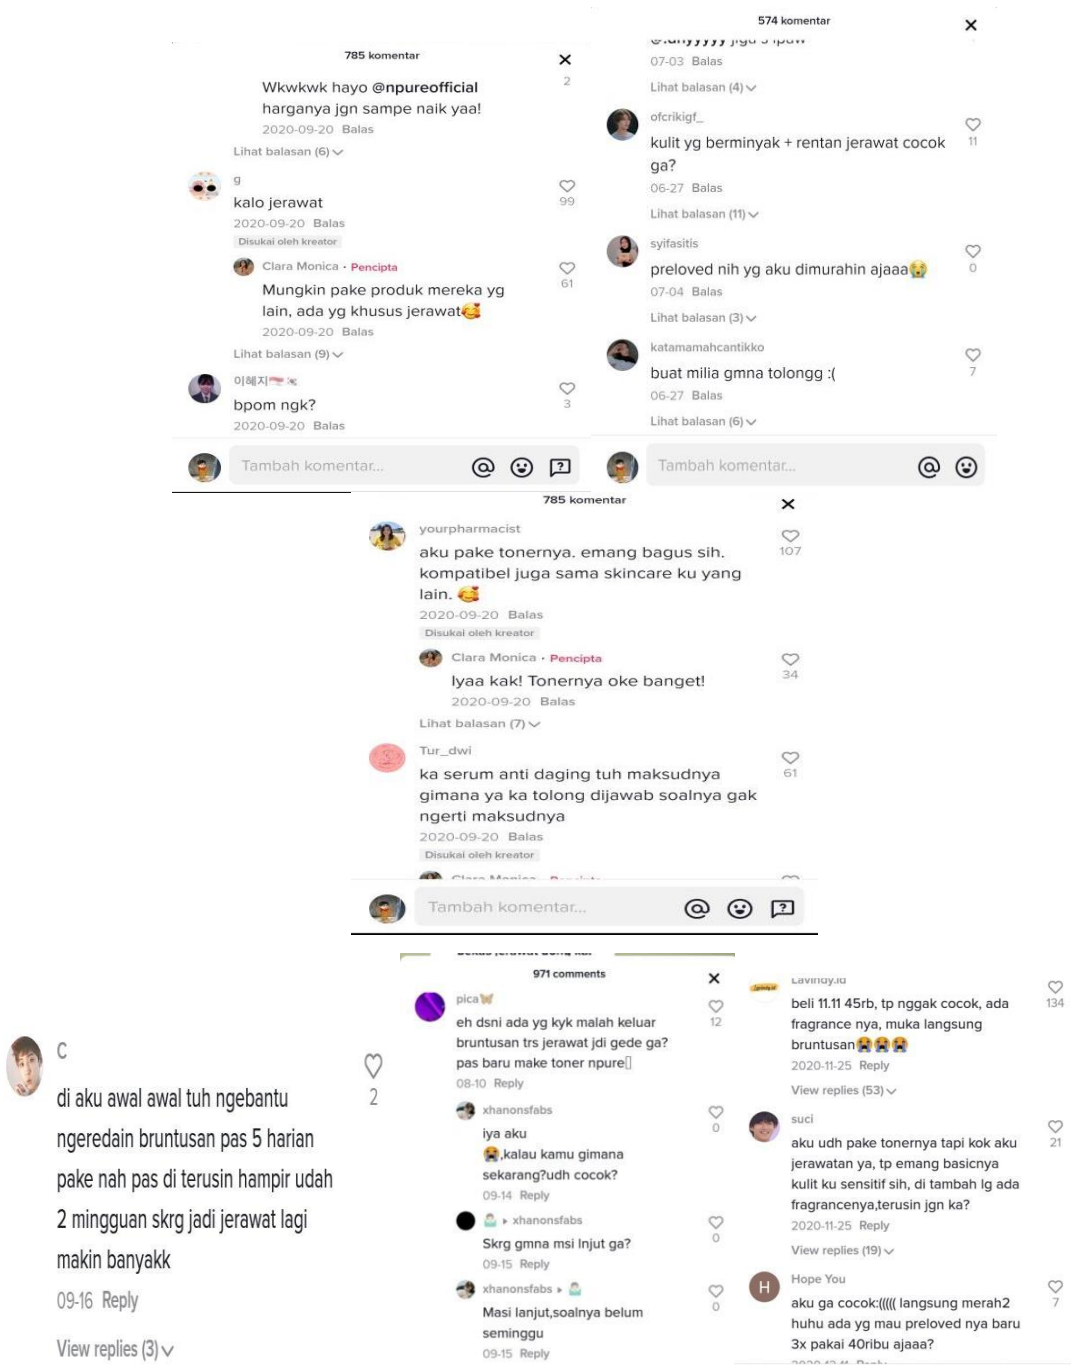 785 komentar
Wkwkwk hayo @npureofficial
harganya jgn sampe naik yaa!
2
2020-09-20 Balas
Lihat balasan (6)
g
kalo jerawat
99
2020-09-20 Balas
Disukai oleh kreator
Clara Monica · Pencipta
Mungkin pake produk mereka yg
lain, ada yg khusus jerawat🥰
61
2020-09-20 Balas
Lihat balasan (9)
이혜지🇮🇩🇰🇷
bpom ngk?
3
2020-09-20 Balas
Tambah komentar...
574 komentar
07-03 Balas
Lihat balasan (4)
ofcrikigf_
kulit yg berminyak + rentan jerawat cocok
ga?
11
06-27 Balas
Lihat balasan (11)
syifasitis
preloved nih yg aku dimurahin ajaaa😭
0
07-04 Balas
Lihat balasan (3)
katamamahcantikko
buat milia gmna tolongg :(
7
06-27 Balas
Lihat balasan (6)
Tambah komentar...
785 komentar
yourpharmacist
aku pake tonernya. emang bagus sih.
kompatibel juga sama skincare ku yang
lain. 🥰
107
2020-09-20 Balas
Disukai oleh kreator
Clara Monica · Pencipta
Iyaa kak! Tonernya oke banget!
34
2020-09-20 Balas
Lihat balasan (7)
Tur_dwi
ka serum anti daging tuh maksudnya
gimana ya ka tolong dijawab soalnya gak
ngerti maksudnya
61
2020-09-20 Balas
Disukai oleh kreator
Clara Monica
Tambah komentar...
C
di aku awal awal tuh ngebantu
ngeredain bruntusan pas 5 harian
pake nah pas di terusin hampir udah
2 mingguan skrg jadi jerawat lagi
makin banyakk
2
09-16 Reply
View replies (3)
971 comments
pica🦋
eh dsni ada yg kyk malah keluar
bruntusan trs jerawat jdi gede ga?
pas baru make toner npure
12
08-10 Reply
xhanonsfabs
iya aku
😭,kalau kamu gimana
sekarang?udh cocok?
0
09-14 Reply
▸ xhanonsfabs
Skrg gmna msi lnjut ga?
0
09-15 Reply
xhanonsfabs ▸
Masi lanjut,soalnya belum
seminggu
0
09-15 Reply
Lavindy.id
beli 11.11 45rb, tp nggak cocok, ada
fragrance nya, muka langsung
bruntusan😭😭😭
134
2020-11-25 Reply
View replies (53)
suci
aku udh pake tonernya tapi kok aku
jerawatan ya, tp emang basicnya
kulit ku sensitif sih, di tambah lg ada
fragrancenya,terusin jgn ka?
21
2020-11-25 Reply
View replies (19)
H
Hope You
aku ga cocok:((((( langsung merah2
huhu ada yg mau preloved nya baru
3x pakai 40ribu ajaaa?
7